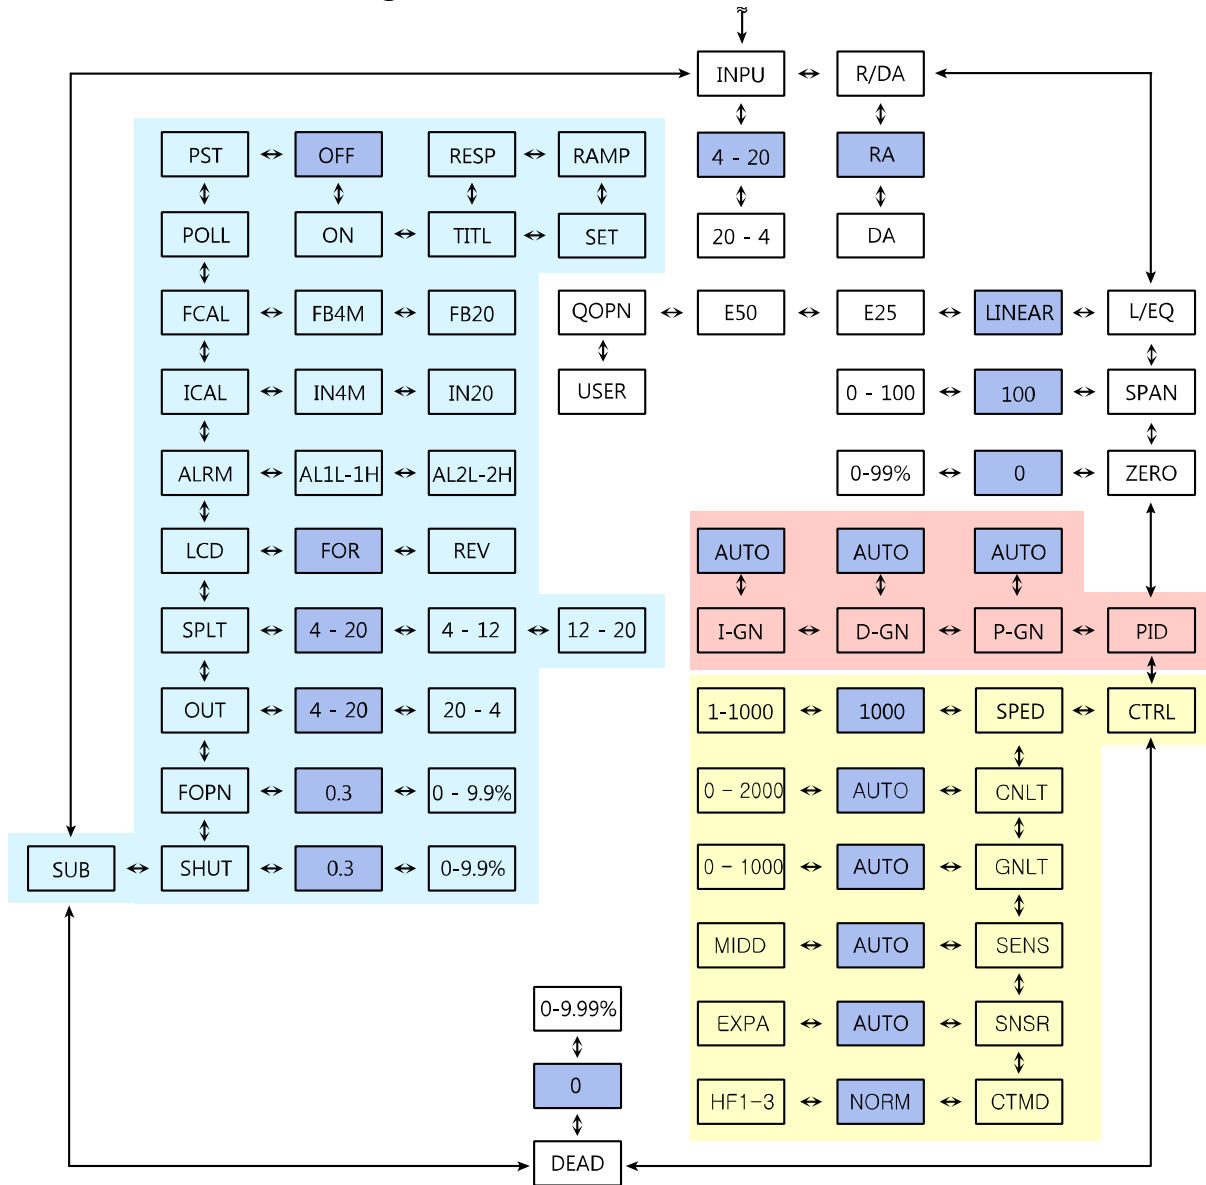 INPU R/DA
PST OFF RESP RAMP 4 - 20 RA
POLL ON TITL SET 20 - 4 DA
FCAL FB4M FB20 QOPN E50 E25 LINEAR L/EQ
ICAL IN4M IN20 USER 0 - 100 100 SPAN
ALRM AL1L-1H AL2L-2H 0-99% 0 ZERO
LCD FOR REV AUTO AUTO AUTO
SPLT 4 - 20 4 - 12 12 - 20 I-GN D-GN P-GN PID
OUT 4 - 20 20 - 4 1-1000 1000 SPED CTRL
FOPN 0.3 0 - 9.9% 0 - 2000 AUTO CNLT
SUB SHUT 0.3 0-9.9% 0 - 1000 AUTO GNLT
MIDD AUTO SENS
0-9.99% EXPA AUTO SNSR
0 HF1-3 NORM CTMD
DEAD